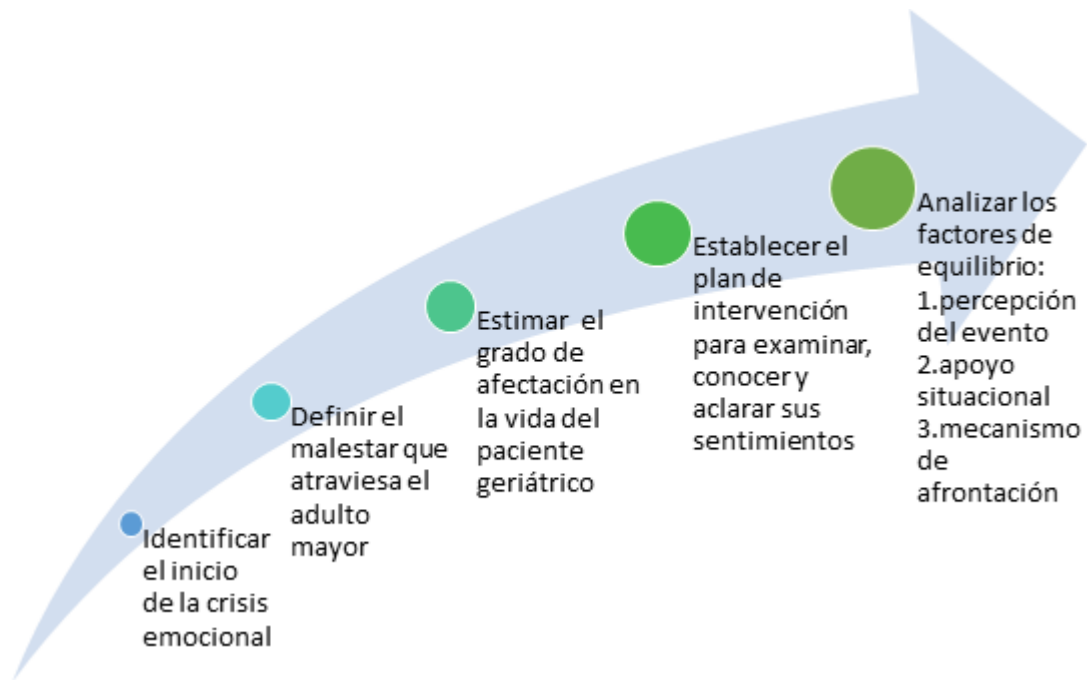 Identificar
el inicio
de la crisis
emocional
Definir el
malestar que
atraviesa el
adulto
mayor
Estimar el
grado de
afectación en
la vida del
paciente
geriátrico
Establecer el
plan de
intervención
para examinar,
conocer y
aclarar sus
sentimientos
Analizar los
factores de
equilibrio:
1.percepción
del evento
2.apoyo
situacional
3.mecanismo
de
afrontación